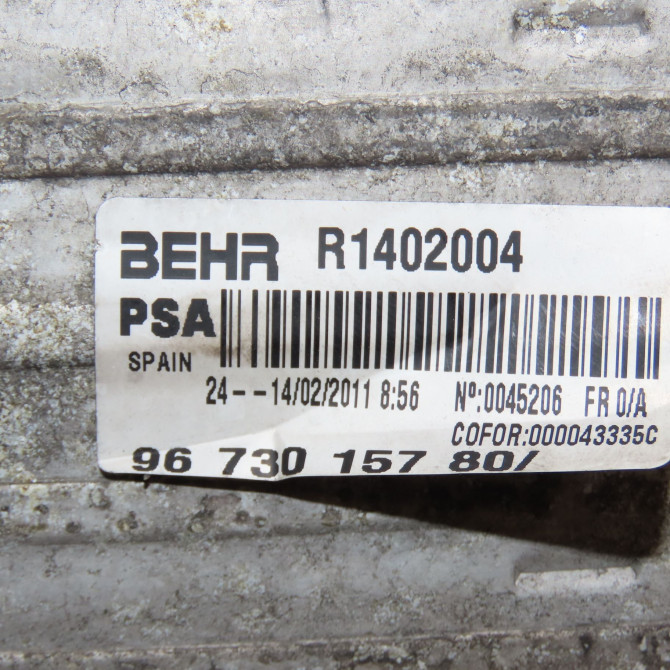 BEHR R1402004
PSA
SPAIN
24--14/02/2011 8:56 Nº:0045206 FR 0/A
COFOR:000043335C
96 730 157 80/